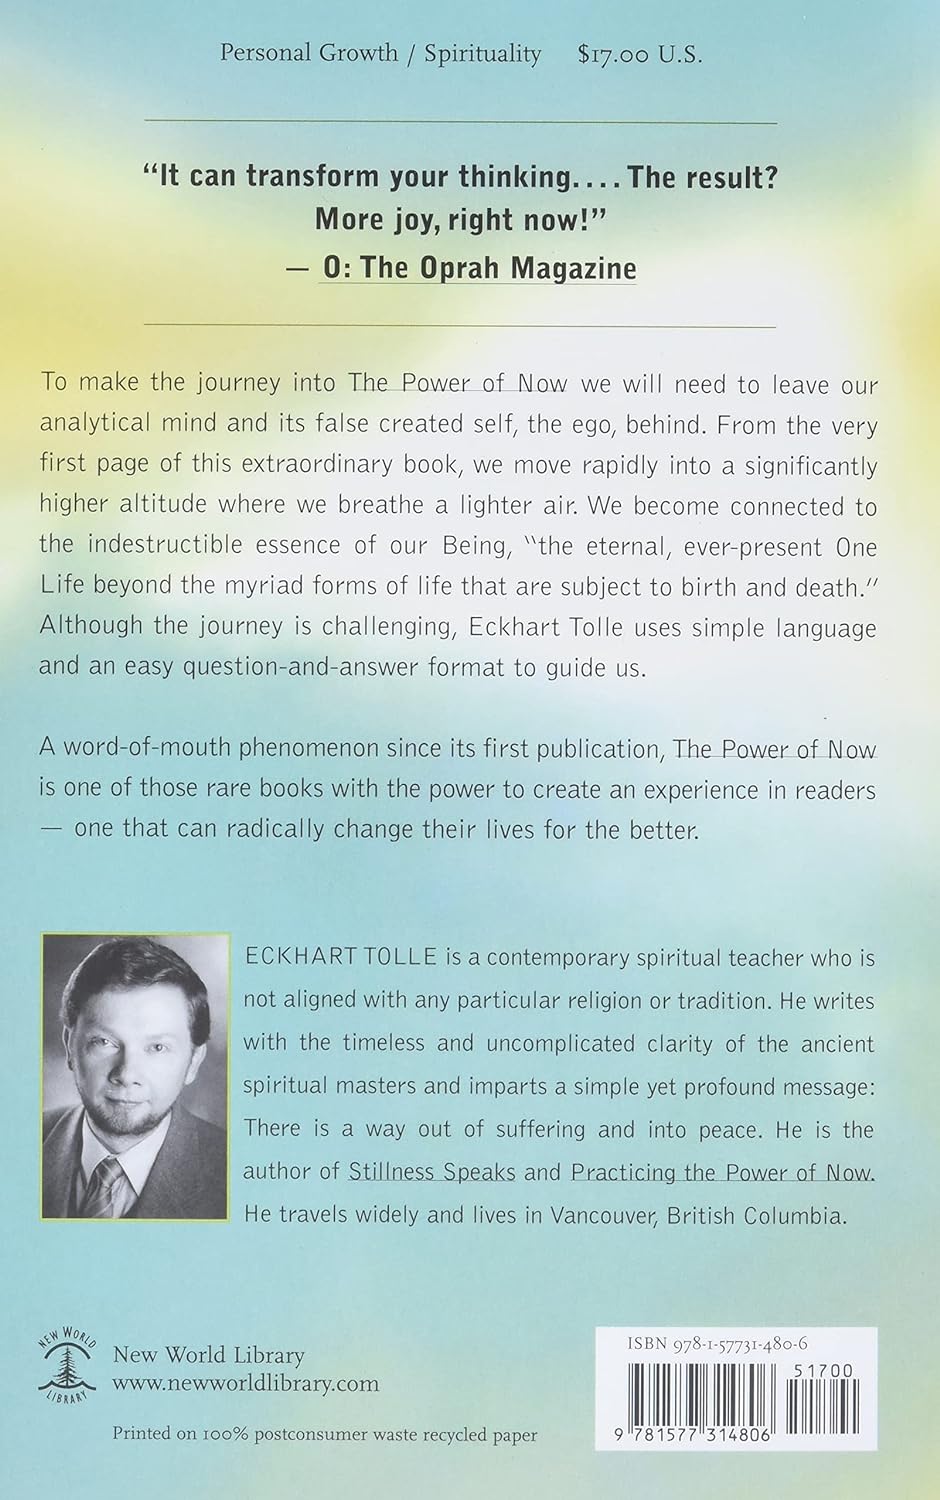 Personal Growth / Spirituality $17.00 U.S.
“It can transform your thinking.... The result?
More joy, right now!”
— O: The Oprah Magazine
To make the journey into The Power of Now we will need to leave our
analytical mind and its false created self, the ego, behind. From the very
first page of this extraordinary book, we move rapidly into a significantly
higher altitude where we breathe a lighter air. We become connected to
the indestructible essence of our Being, “the eternal, ever-present One
Life beyond the myriad forms of life that are subject to birth and death.”
Although the journey is challenging, Eckhart Tolle uses simple language
and an easy question-and-answer format to guide us.
A word-of-mouth phenomenon since its first publication, The Power of Now
is one of those rare books with the power to create an experience in readers
— one that can radically change their lives for the better.
ECKHART TOLLE is a contemporary spiritual teacher who is
not aligned with any particular religion or tradition. He writes
with the timeless and uncomplicated clarity of the ancient
spiritual masters and imparts a simple yet profound message:
There is a way out of suffering and into peace. He is the
author of Stillness Speaks and Practicing the Power of Now.
He travels widely and lives in Vancouver, British Columbia.
NEW WORLD
LIBRARY
New World Library
www.newworldlibrary.com
Printed on 100% postconsumer waste recycled paper
ISBN 978-1-57731-480-6
51700
9 781577 314806